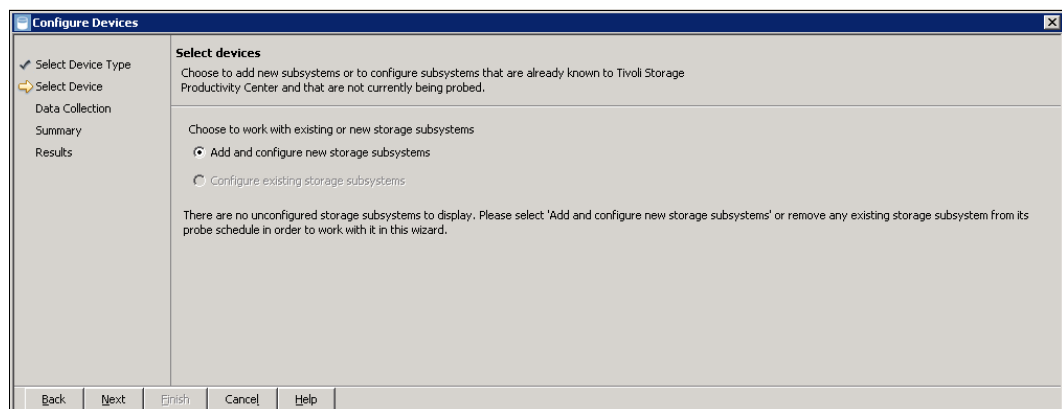 Configure Devices
Select Device Type
Select Device
Data Collection
Summary
Results
Select devices
Choose to add new subsystems or to configure subsystems that are already known to Tivoli Storage
Productivity Center and that are not currently being probed.
Choose to work with existing or new storage subsystems
Add and configure new storage subsystems
Configure existing storage subsystems
There are no unconfigured storage subsystems to display. Please select 'Add and configure new storage subsystems' or remove any existing storage subsystem from its
probe schedule in order to work with it in this wizard.
Back Next Finish Cancel Help